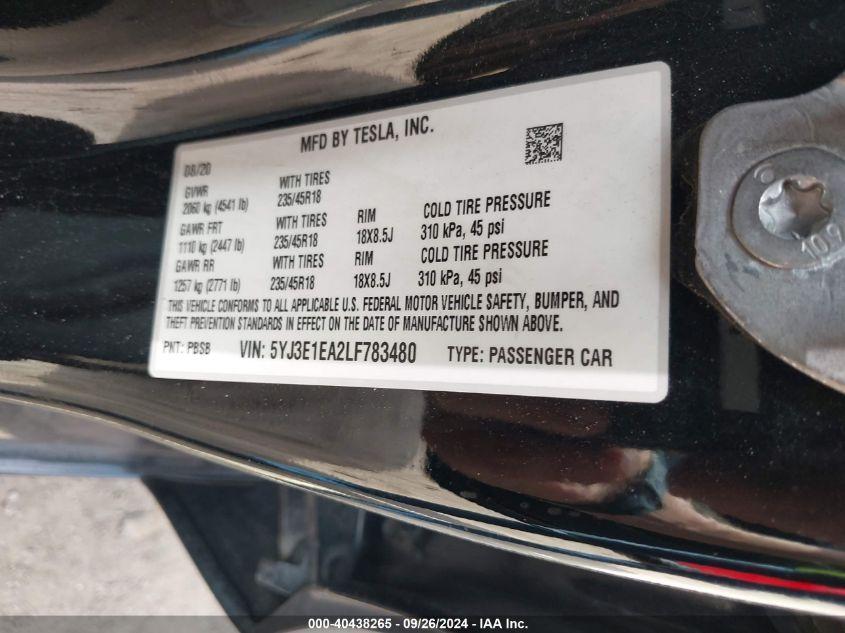 MFD BY TESLA, INC.
08/20
GVWR WITH TIRES
2060 kg (4541 lb) 235/45R18
GAWR FRT WITH TIRES RIM COLD TIRE PRESSURE
1110 kg (2447 lb) 235/45R18 18X8.5J 310 kPa, 45 psi
GAWR RR WITH TIRES RIM COLD TIRE PRESSURE
1257 kg (2771 lb) 235/45R18 18X8.5J 310 kPa, 45 psi
THIS VEHICLE CONFORMS TO ALL APPLICABLE U.S. FEDERAL MOTOR VEHICLE SAFETY, BUMPER, AND
THEFT PREVENTION STANDARDS IN EFFECT ON THE DATE OF MANUFACTURE SHOWN ABOVE.
PNT: PBSB VIN: 5YJ3E1EA2LF783480 TYPE: PASSENGER CAR
000-40438265 - 09/26/2024 - IAA Inc.